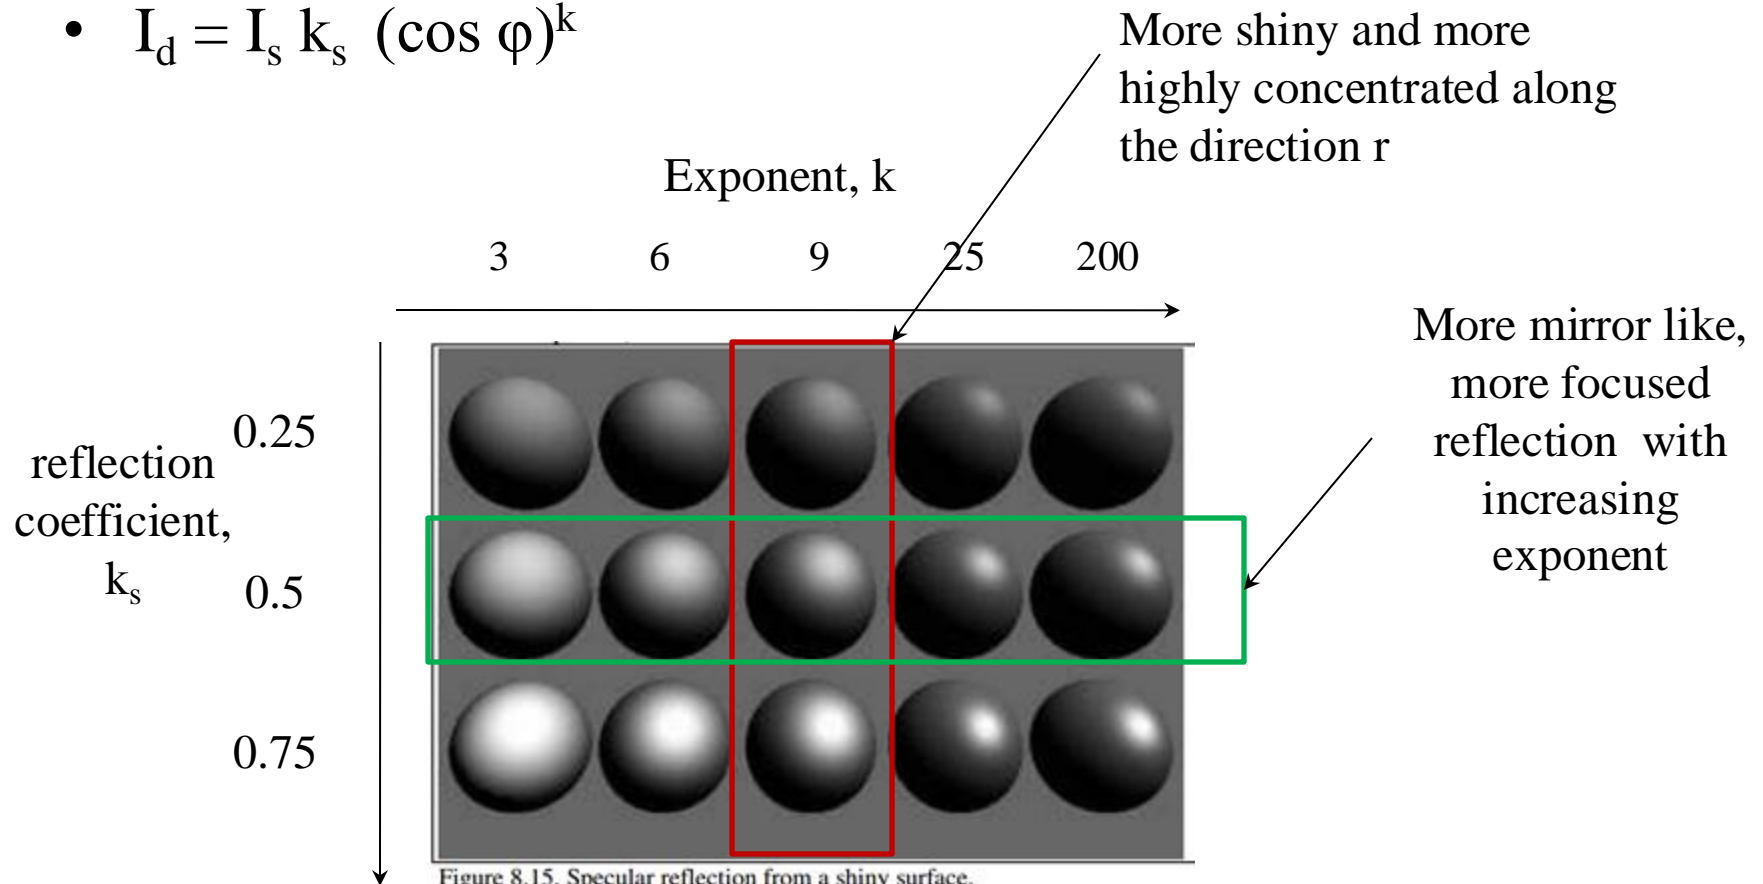 • I_d = I_s k_s (cos φ)^k
More shiny and more
highly concentrated along
the direction r
Exponent, k
3 6 9 25 200
More mirror like,
more focused
reflection with
increasing
exponent
reflection
coefficient,
k_s
0.25
0.5
0.75
Figure 8.15. Specular reflection from a shiny surface.